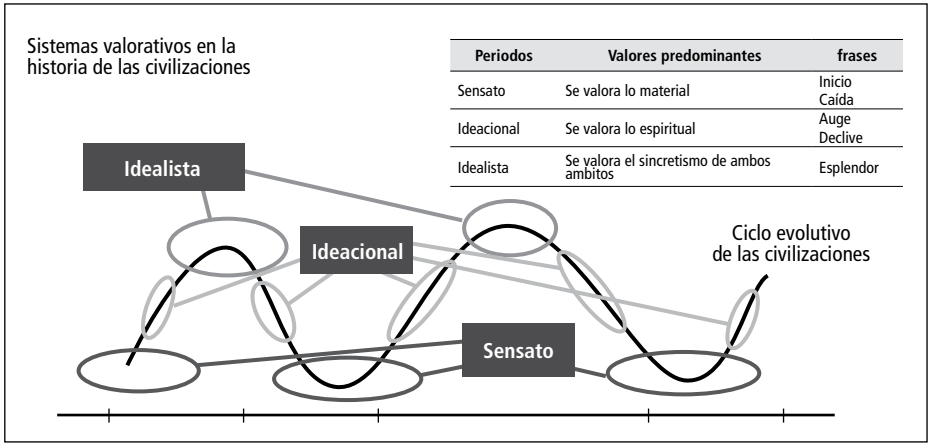 Sistemas valorativos en la
historia de las civilizaciones
Periodos Valores predominantes frases
Sensato Se valora lo material Inicio
Caída
Ideacional Se valora lo espiritual Auge
Declive
Idealista Se valora el sincretismo de ambos
ambitos Esplendor
Idealista
Ideacional
Ciclo evolutivo
de las civilizaciones
Sensato